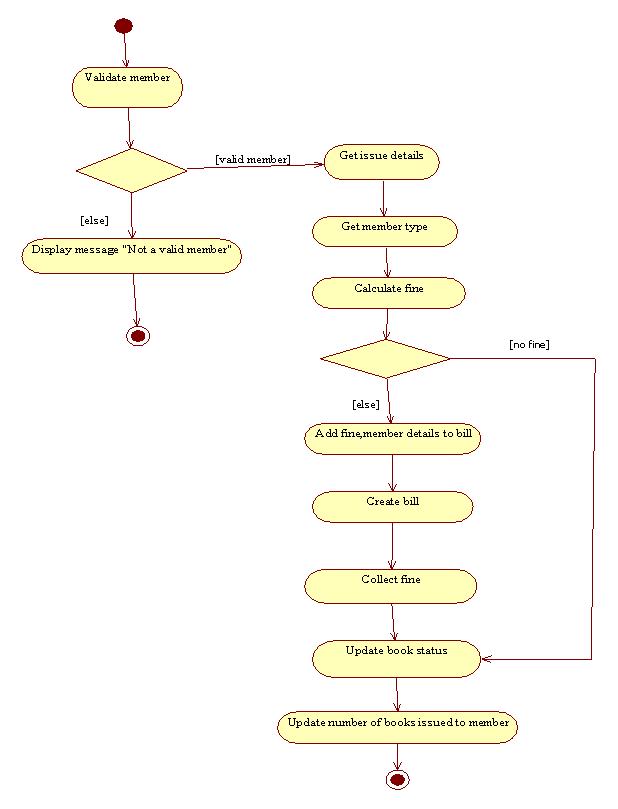 Validate member
[valid member]
Get issue details
[else]
Display message "Not a valid member"
Get member type
Calculate fine
[no fine]
[else]
Add fine,member details to bill
Create bill
Collect fine
Update book status
Update number of books issued to member